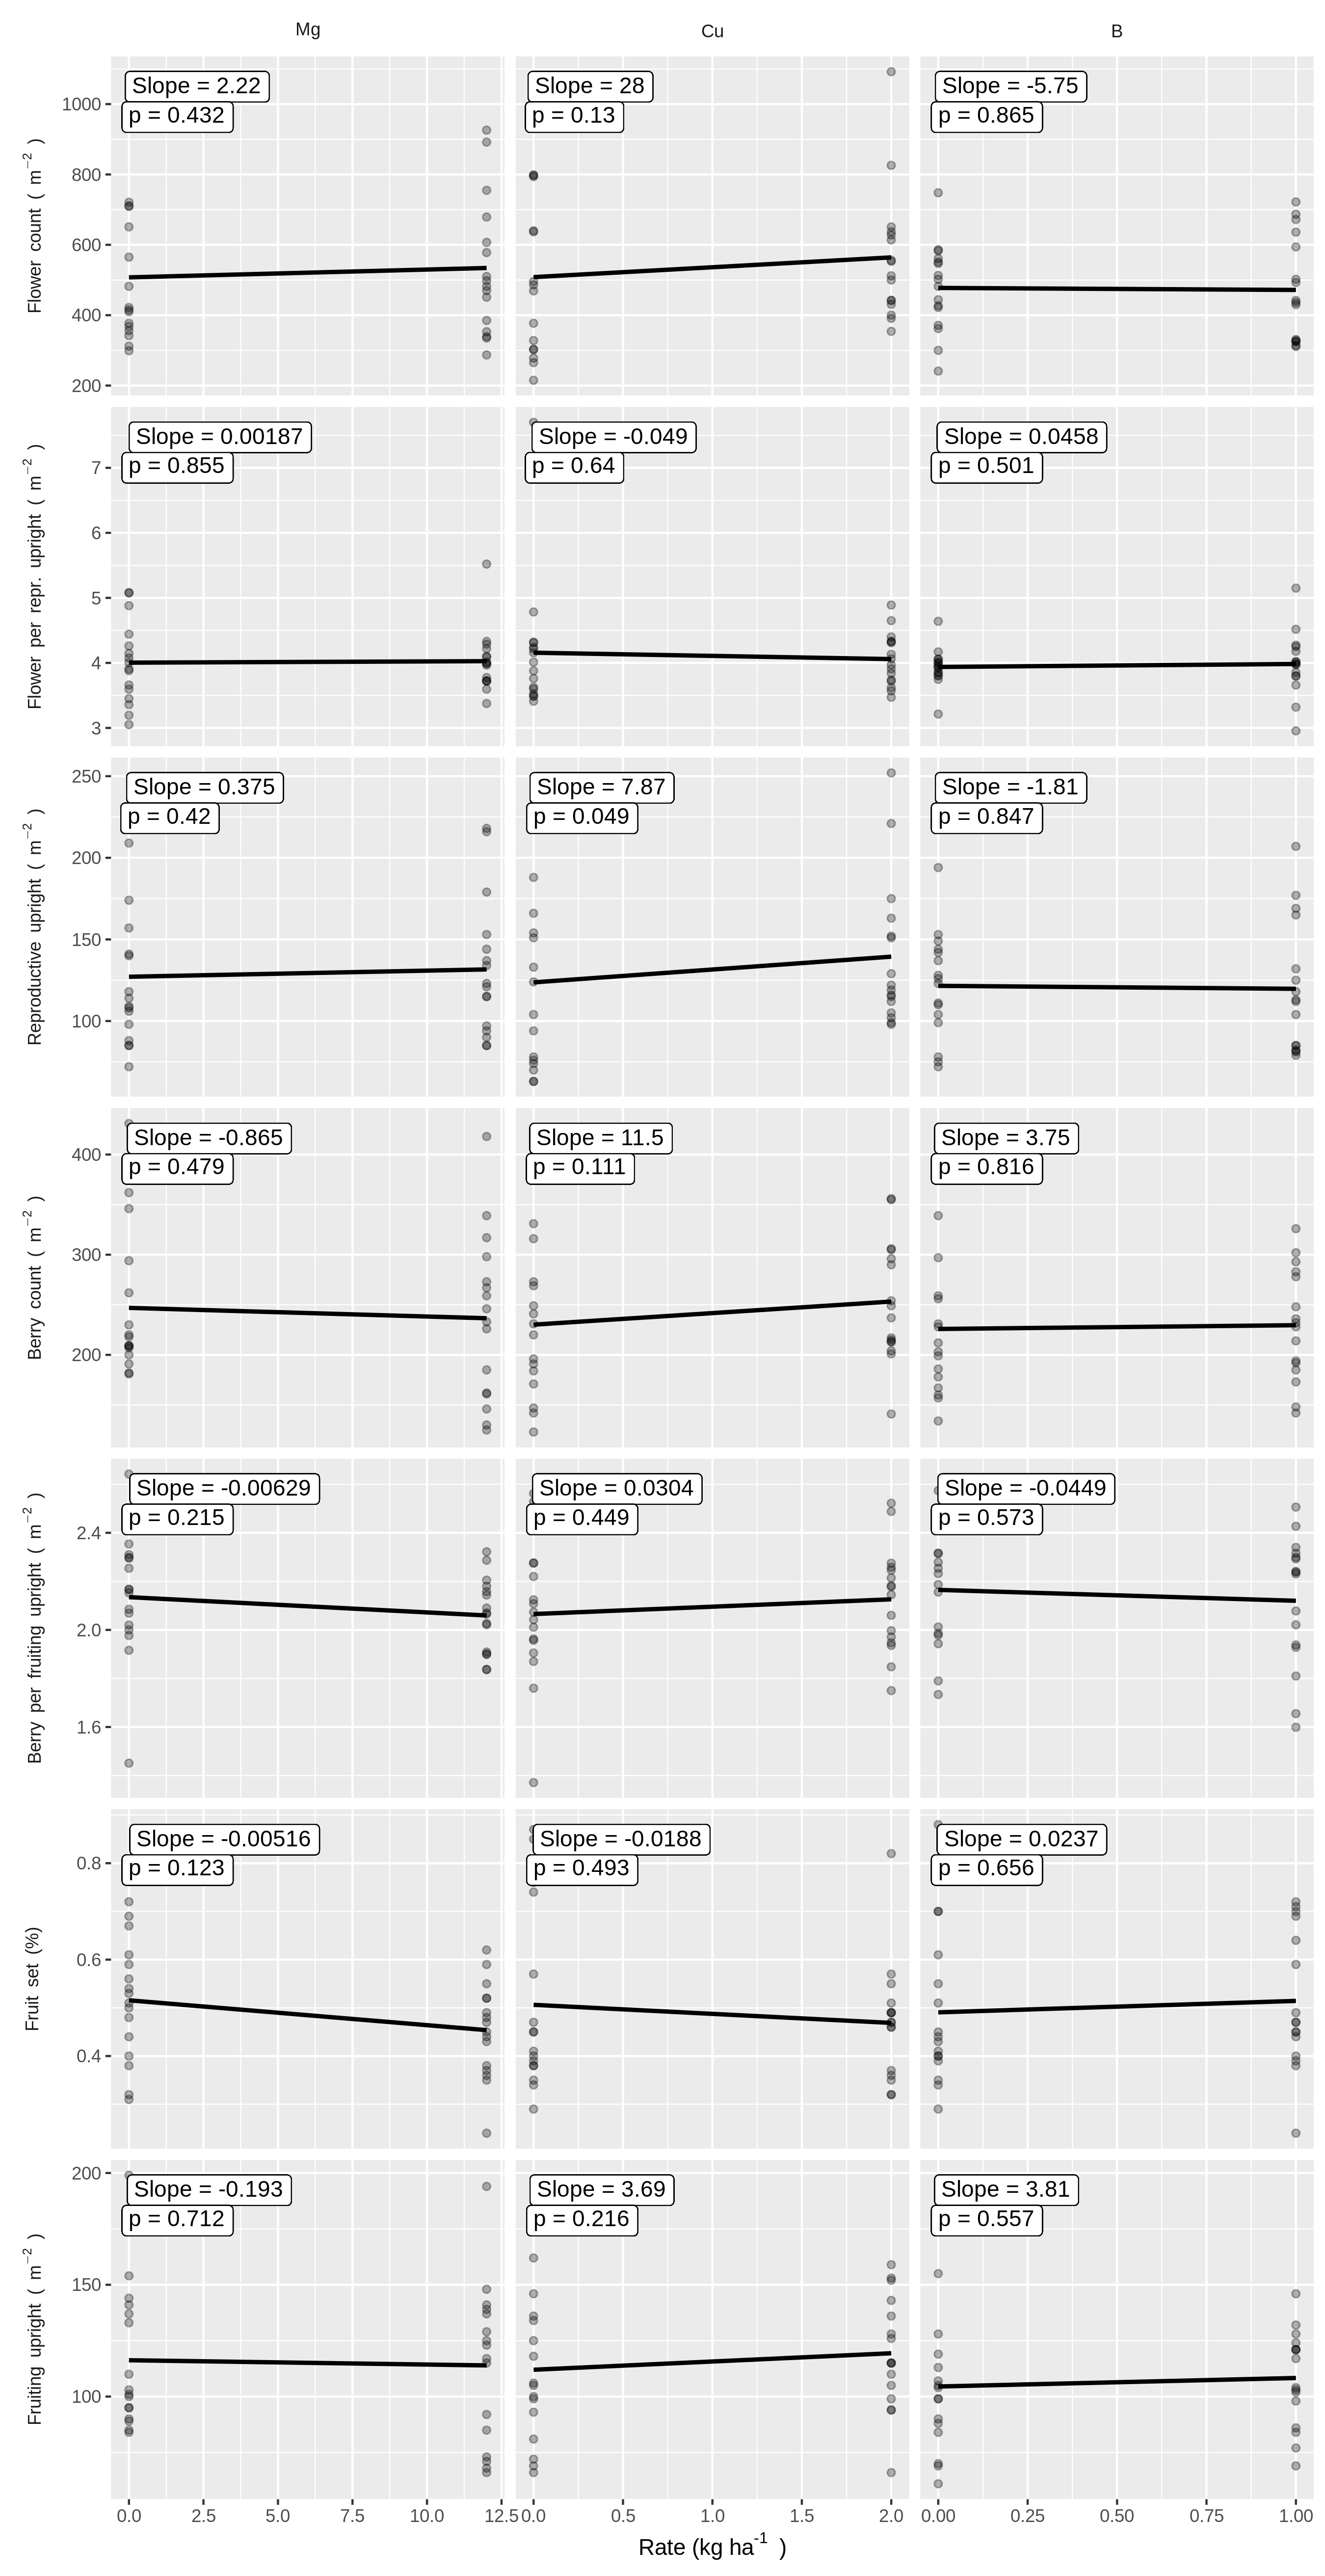 Mg Cu B
Flower count ( m⁻² )
1000
800
600
400
200
Slope = 2.22
p = 0.432
Slope = 28
p = 0.13
Slope = -5.75
p = 0.865
Flower per repr. upright ( m⁻² )
7
6
5
4
3
Slope = 0.00187
p = 0.855
Slope = -0.049
p = 0.64
Slope = 0.0458
p = 0.501
Reproductive upright ( m⁻² )
250
200
150
100
Slope = 0.375
p = 0.42
Slope = 7.87
p = 0.049
Slope = -1.81
p = 0.847
Berry count ( m⁻² )
400
300
200
Slope = -0.865
p = 0.479
Slope = 11.5
p = 0.111
Slope = 3.75
p = 0.816
Berry per fruiting upright ( m⁻² )
2.4
2.0
1.6
Slope = -0.00629
p = 0.215
Slope = 0.0304
p = 0.449
Slope = -0.0449
p = 0.573
Fruit set (%)
0.8
0.6
0.4
Slope = -0.00516
p = 0.123
Slope = -0.0188
p = 0.493
Slope = 0.0237
p = 0.656
Fruiting upright ( m⁻² )
200
150
100
Slope = -0.193
p = 0.712
Slope = 3.69
p = 0.216
Slope = 3.81
p = 0.557
0.0 2.5 5.0 7.5 10.0 12.5 0.0 0.5 1.0 1.5 2.0 0.00 0.25 0.50 0.75 1.00
Rate (kg ha⁻¹ )